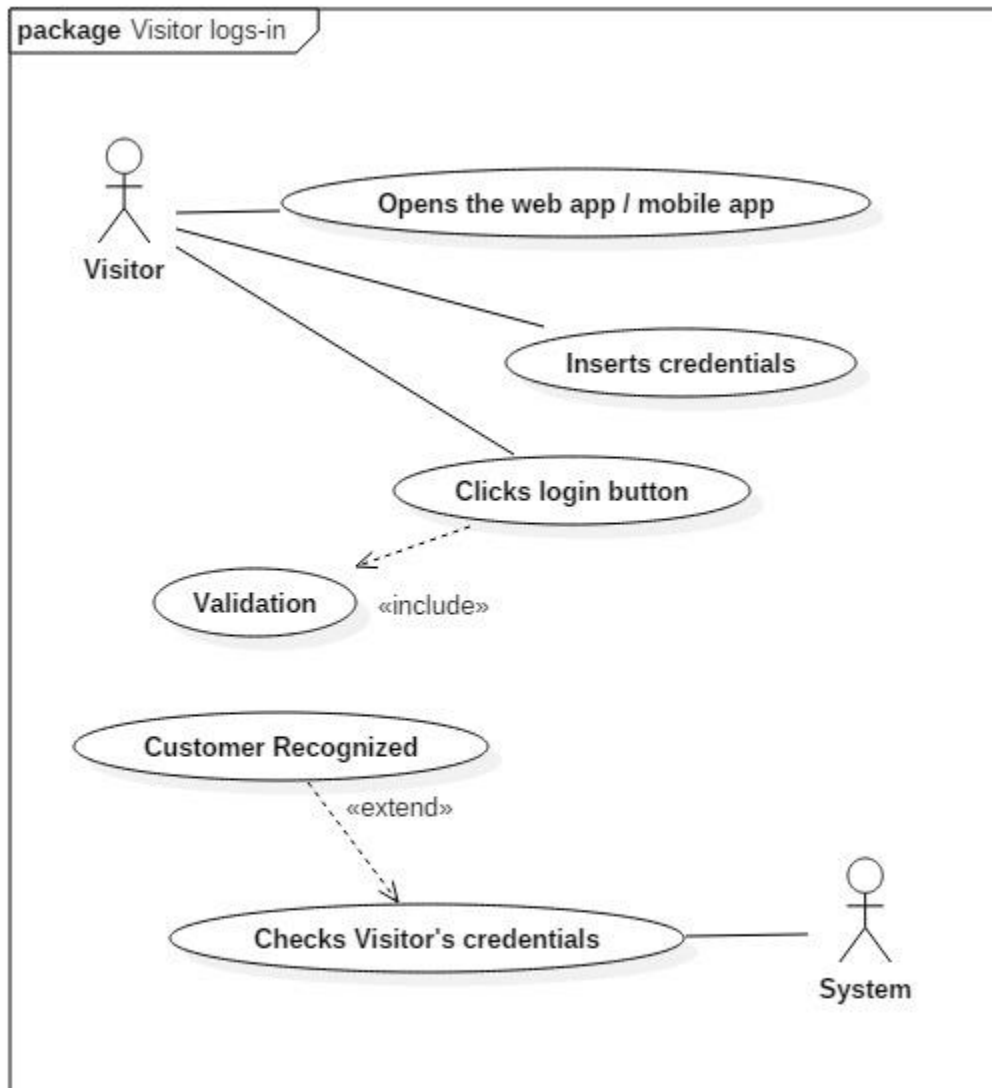 package Visitor logs-in
Opens the web app / mobile app
Visitor
Inserts credentials
Clicks login button
Validation
«include»
Customer Recognized
«extend»
Checks Visitor's credentials
System